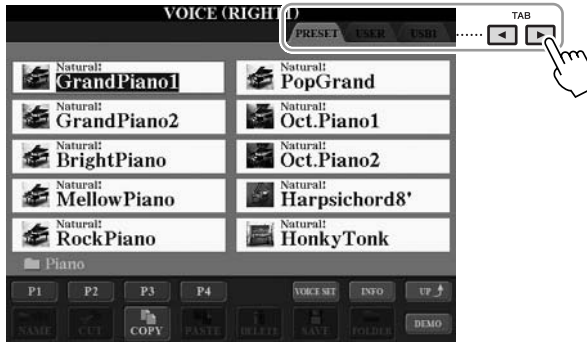 VOICE (RIGHT1)
TAB
PRESET USER USB1 ......
Natural!
GrandPiano1
Natural!
PopGrand
Natural!
GrandPiano2
Natural!
Oct.Piano1
Natural!
BrightPiano
Natural!
Oct.Piano2
Natural!
MellowPiano
Natural!
Harpsichord8'
Natural!
RockPiano
Natural!
HonkyTonk
Piano
P1 P2 P3 P4 VOICE SET INFO UP
NAME CUT COPY PASTE DELETE SAVE FOLDER DEMO